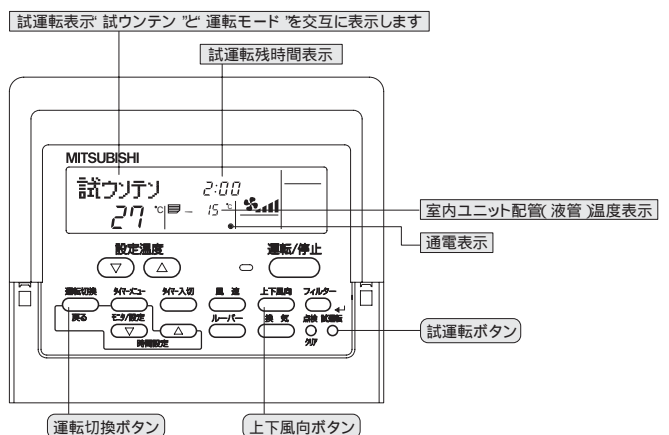 試運転表示“試ウンテン”と“運転モード”を交互に表示します
試運転残時間表示
MITSUBISHI
試ウンテン 2:00
27 ℃ - 15 ℃
室内ユニット配管(液管)温度表示
通電表示
設定温度 運転/停止
▽ △
運転切換 タイマーメニュー タイマー入切 風速 上下風向 フィルター
戻る モニタ/設定 ルーバー 換気 点検 試運転
▽ △
時間設定 クリア
試運転ボタン
運転切換ボタン 上下風向ボタン